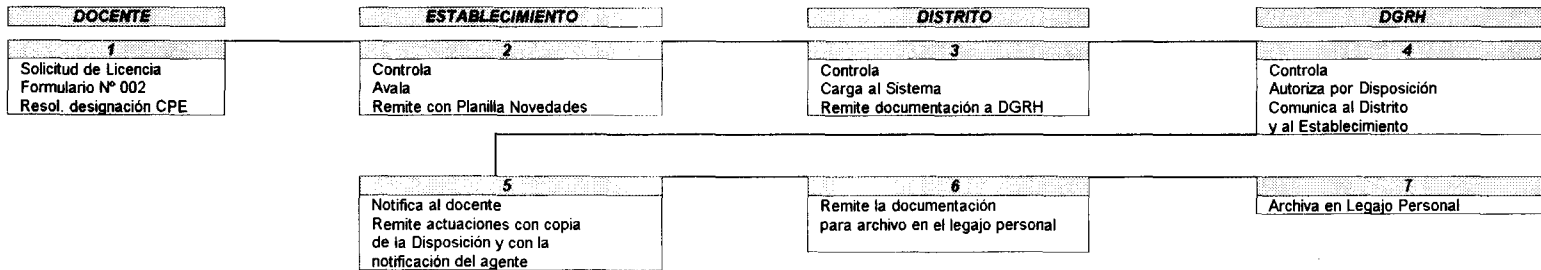 DOCENTE
ESTABLECIMIENTO
DISTRITO
DGRH
1
Solicitud de Licencia
Formulario Nº 002
Resol. designación CPE
2
Controla
Avala
Remite con Planilla Novedades
3
Controla
Carga al Sistema
Remite documentación a DGRH
4
Controla
Autoriza por Disposición
Comunica al Distrito
y al Establecimiento
5
Notifica al docente
Remite actuaciones con copia
de la Disposición y con la
notificación del agente
6
Remite la documentación
para archivo en el legajo personal
7
Archiva en Legajo Personal